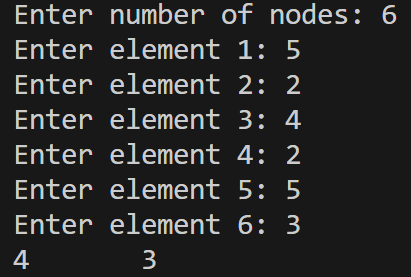 Enter number of nodes: 6
Enter element 1: 5
Enter element 2: 2
Enter element 3: 4
Enter element 4: 2
Enter element 5: 5
Enter element 6: 3
4       3